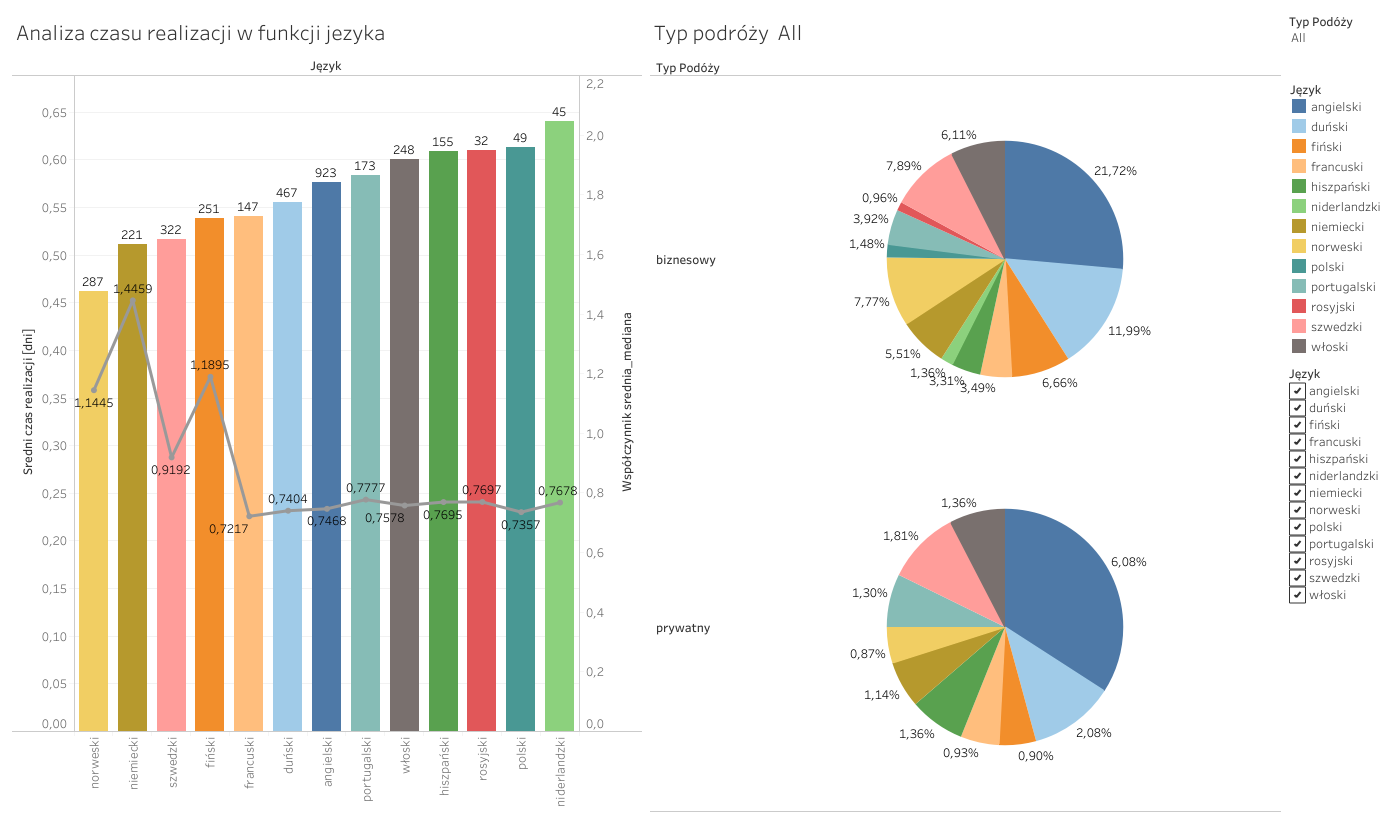 Analiza czasu realizacji w funkcji jezyka
Język
Sredni czas realizacji [dni]
0,65
0,60
0,55
0,50
0,45
0,40
0,35
0,30
0,25
0,20
0,15
0,10
0,05
0,00
287
221
322
251
147
467
923
173
248
155
32
49
45
1,1445
1,4459
0,9192
1,1895
0,7217
0,7404
0,7468
0,7777
0,7578
0,7695
0,7697
0,7357
0,7678
2,2
2,0
1,8
1,6
1,4
1,2
1,0
0,8
0,6
0,4
0,2
0,0
Współczynnik srednia_mediana
norweski
niemiecki
szwedzki
fiński
francuski
duński
angielski
portugalski
włoski
hiszpański
rosyjski
polski
niderlandzki
Typ podróży All
Typ Podóży
biznesowy
21,72%
11,99%
6,66%
3,49%
3,31%
1,36%
5,51%
7,77%
1,48%
3,92%
0,96%
7,89%
6,11%
prywatny
6,08%
2,08%
0,90%
0,93%
1,36%
1,14%
0,87%
1,30%
1,81%
1,36%
Typ Podóży
All
Język
angielski
duński
fiński
francuski
hiszpański
niderlandzki
niemiecki
norweski
polski
portugalski
rosyjski
szwedzki
włoski
Język
angielski
duński
fiński
francuski
hiszpański
niderlandzki
niemiecki
norweski
polski
portugalski
rosyjski
szwedzki
włoski